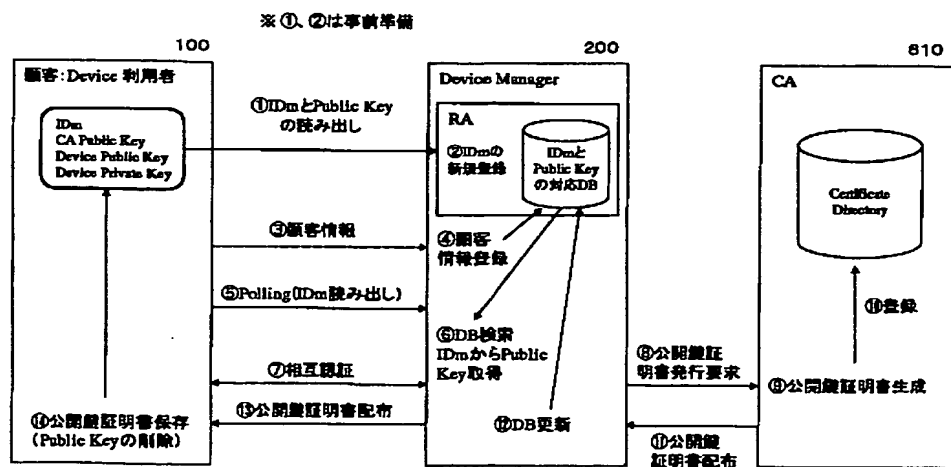 ※ ①、②は事前準備
100
200
610
顧客:Device 利用者
IDm
CA Public Key
Device Public Key
Device Private Key
①IDmとPublic Key
の読み出し
Device Manager
RA
②IDmの
新規登録
IDmと
Public Key
の対応DB
CA
Certificate
Directory
③顧客情報
④顧客
情報登録
⑤Polling(IDm読み出し)
⑥DB検索
IDmからPublic
Key取得
⑦相互認証
⑧公開鍵証
明書発行要求
⑨公開鍵証明書生成
⑩登録
⑪公開鍵
証明書配布
⑫DB更新
⑬公開鍵証明書配布
⑭公開鍵証明書保存
(Public Keyの削除)